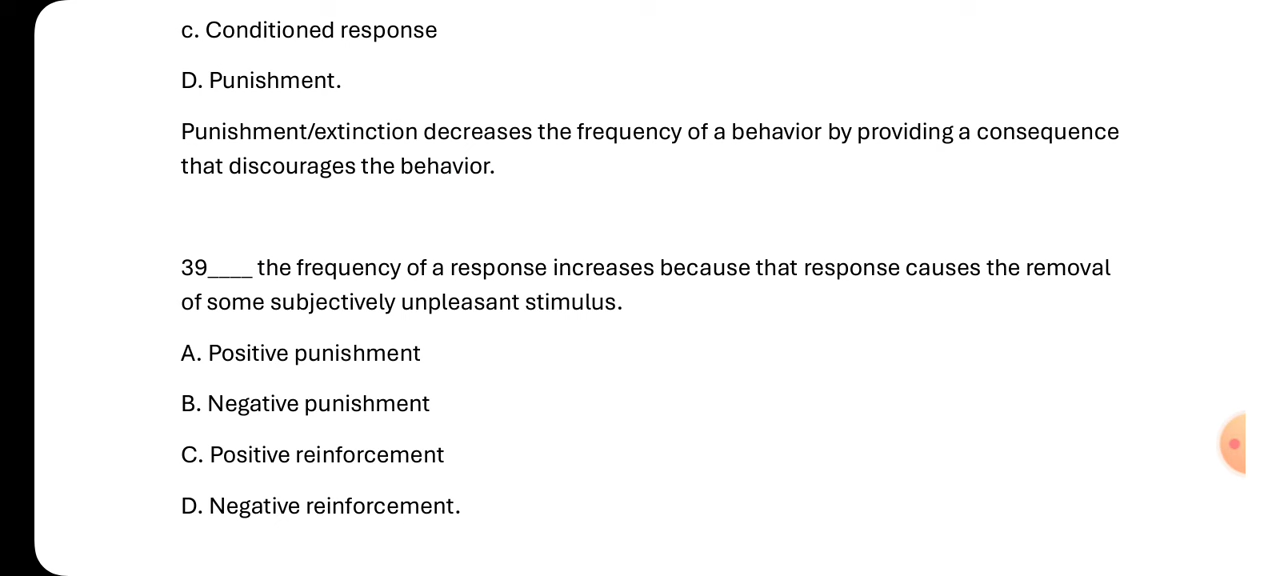 c. Conditioned response
D. Punishment.
Punishment/extinction decreases the frequency of a behavior by providing a consequence
that discourages the behavior.
39____ the frequency of a response increases because that response causes the removal
of some subjectively unpleasant stimulus.
A. Positive punishment
B. Negative punishment
C. Positive reinforcement
D. Negative reinforcement.